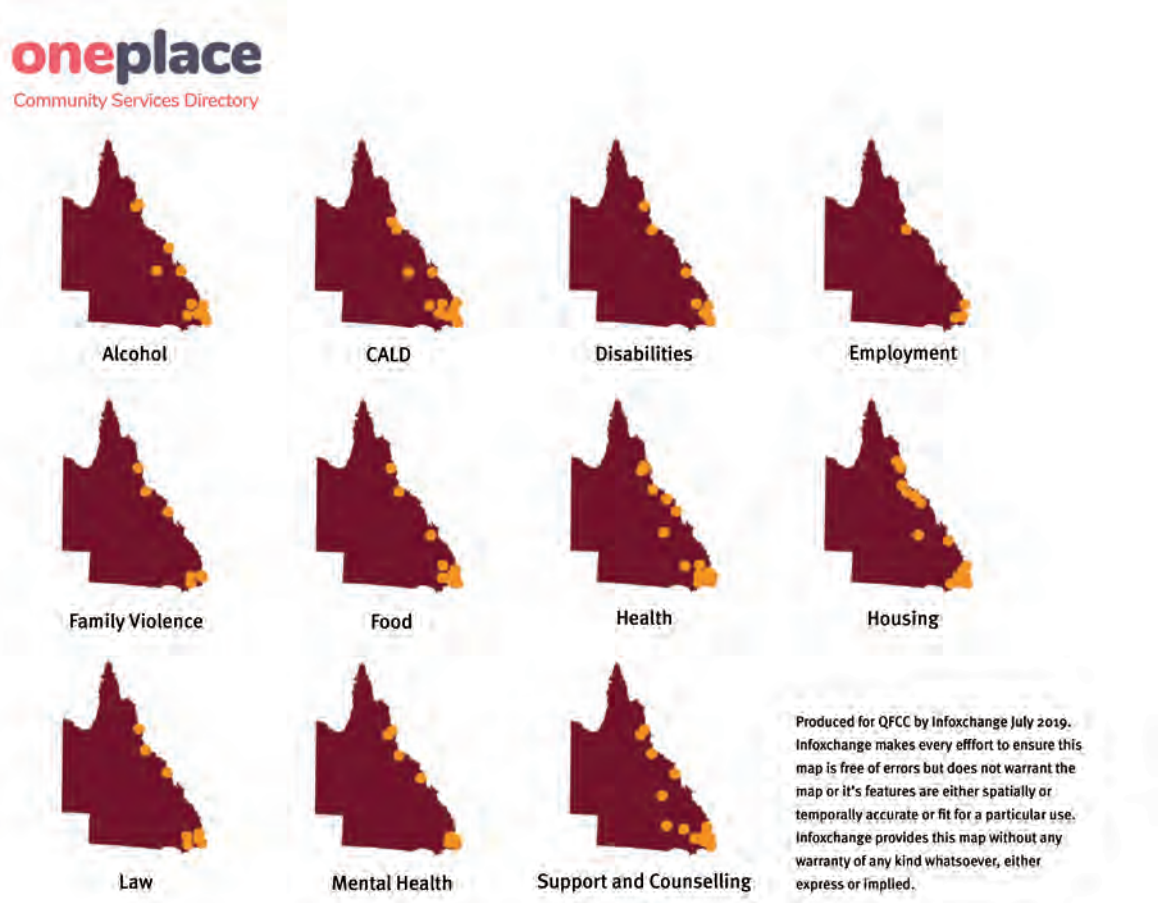 oneplace
Community Services Directory
Alcohol
CALD
Disabilities
Employment
Family Violence
Food
Health
Housing
Law
Mental Health
Support and Counselling
Produced for QFCC by Infoxchange July 2019.
Infoxchange makes every efffort to ensure this
map is free of errors but does not warrant the
map or it's features are either spatially or
temporally accurate or fit for a particular use.
Infoxchange provides this map without any
warranty of any kind whatsoever, either
express or implied.